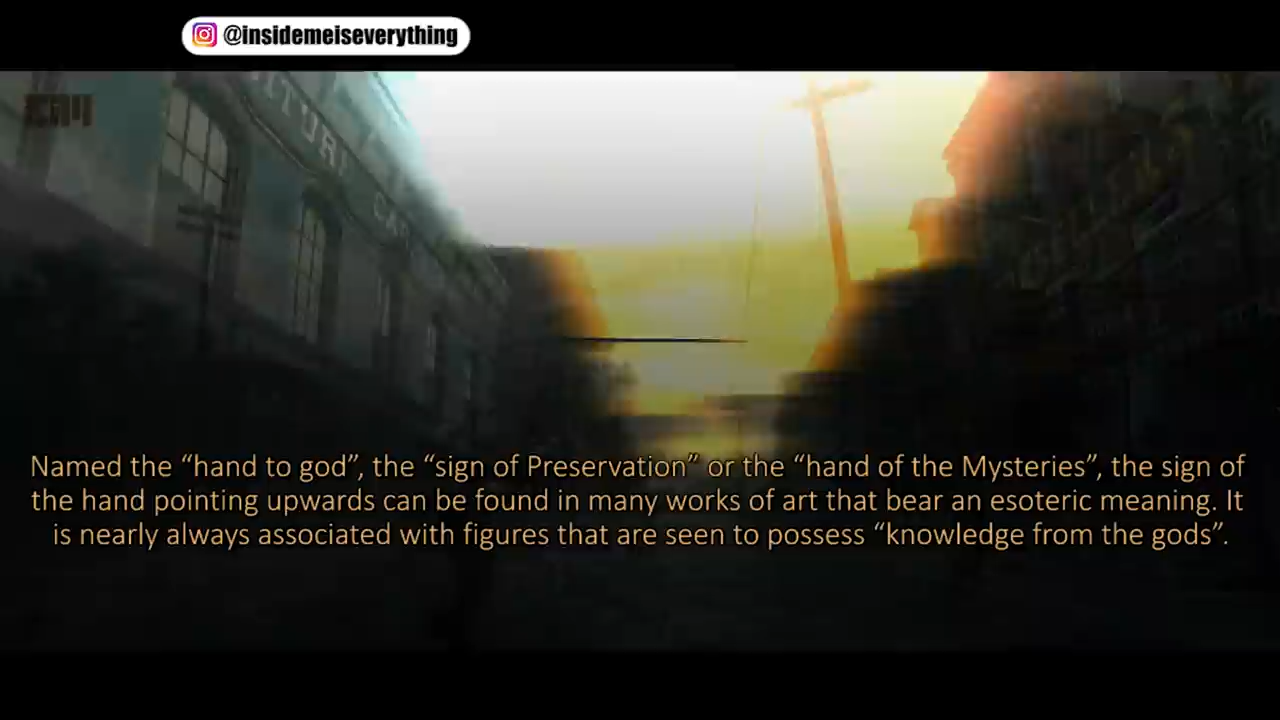 @insidemeiseverything
Named the “hand to god”, the “sign of Preservation” or the “hand of the Mysteries”, the sign of
the hand pointing upwards can be found in many works of art that bear an esoteric meaning. It
is nearly always associated with figures that are seen to possess “knowledge from the gods”.